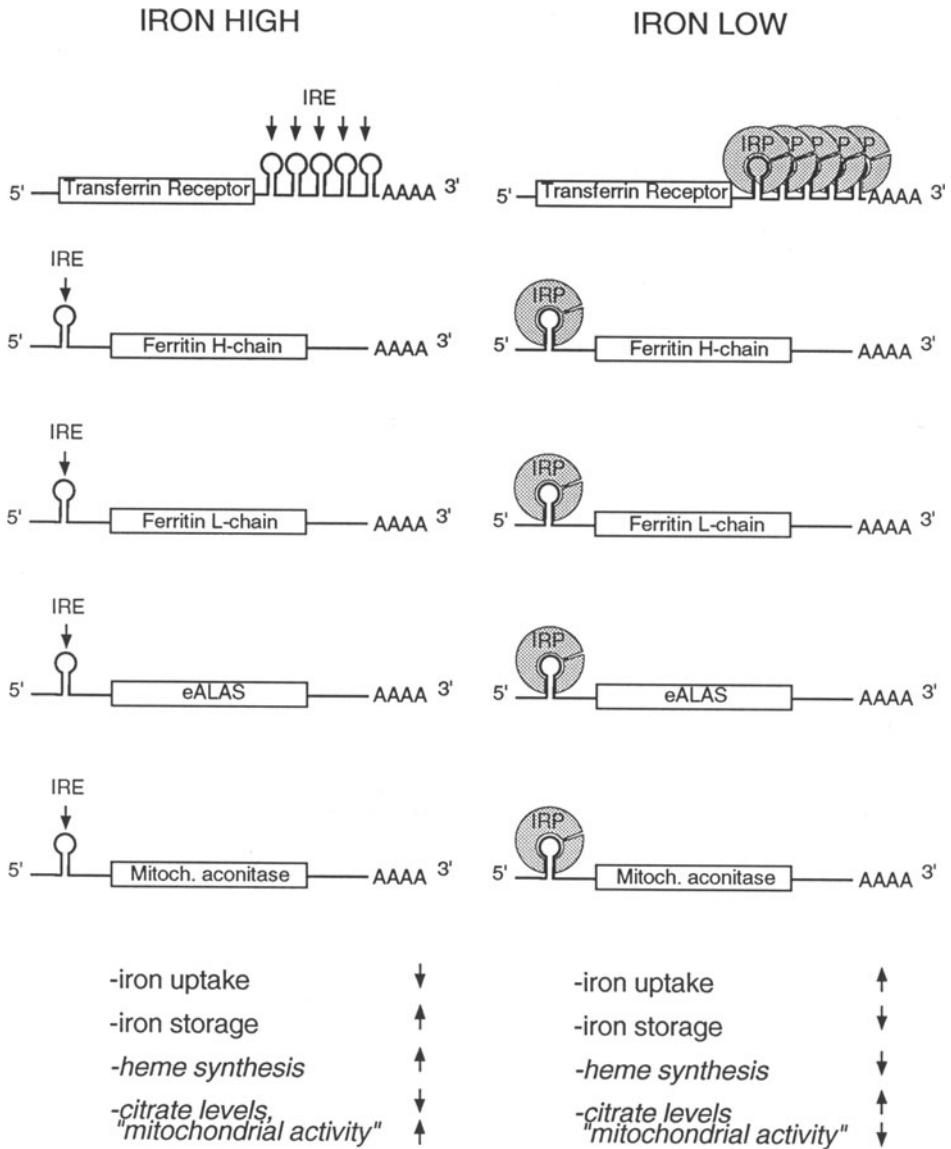 IRON HIGH
IRON LOW
IRE
5' Transferrin Receptor AAAA 3'
IRP P P P P
5' Transferrin Receptor AAAA 3'
IRE
5' Ferritin H-chain AAAA 3'
IRP
5' Ferritin H-chain AAAA 3'
IRE
5' Ferritin L-chain AAAA 3'
IRP
5' Ferritin L-chain AAAA 3'
IRE
5' eALAS AAAA 3'
IRP
5' eALAS AAAA 3'
IRE
5' Mitoch. aconitase AAAA 3'
IRP
5' Mitoch. aconitase AAAA 3'
-iron uptake
-iron storage
-heme synthesis
-citrate levels,
"mitochondrial activity"
-iron uptake
-iron storage
-heme synthesis
-citrate levels
"mitochondrial activity"